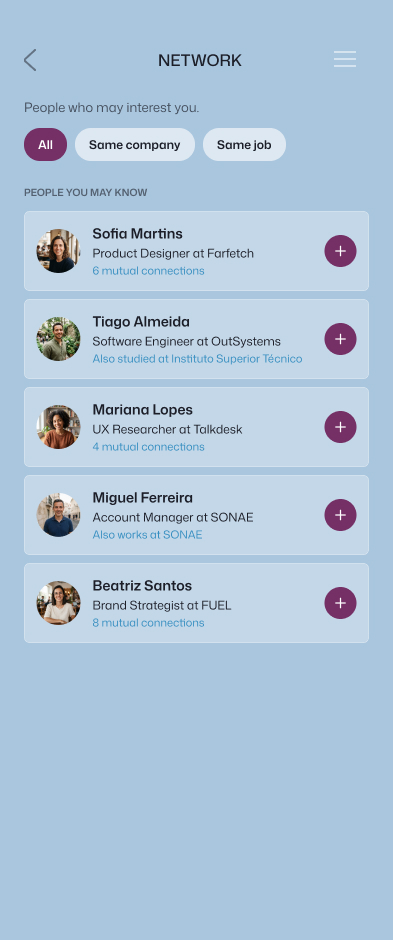 NETWORK
People who may interest you.
All
Same company
Same job
PEOPLE YOU MAY KNOW
Sofia Martins
Product Designer at Farfetch
6 mutual connections
Tiago Almeida
Software Engineer at OutSystems
Also studied at Instituto Superior Técnico
Mariana Lopes
UX Researcher at Talkdesk
4 mutual connections
Miguel Ferreira
Account Manager at SONAE
Also works at SONAE
Beatriz Santos
Brand Strategist at FUEL
8 mutual connections